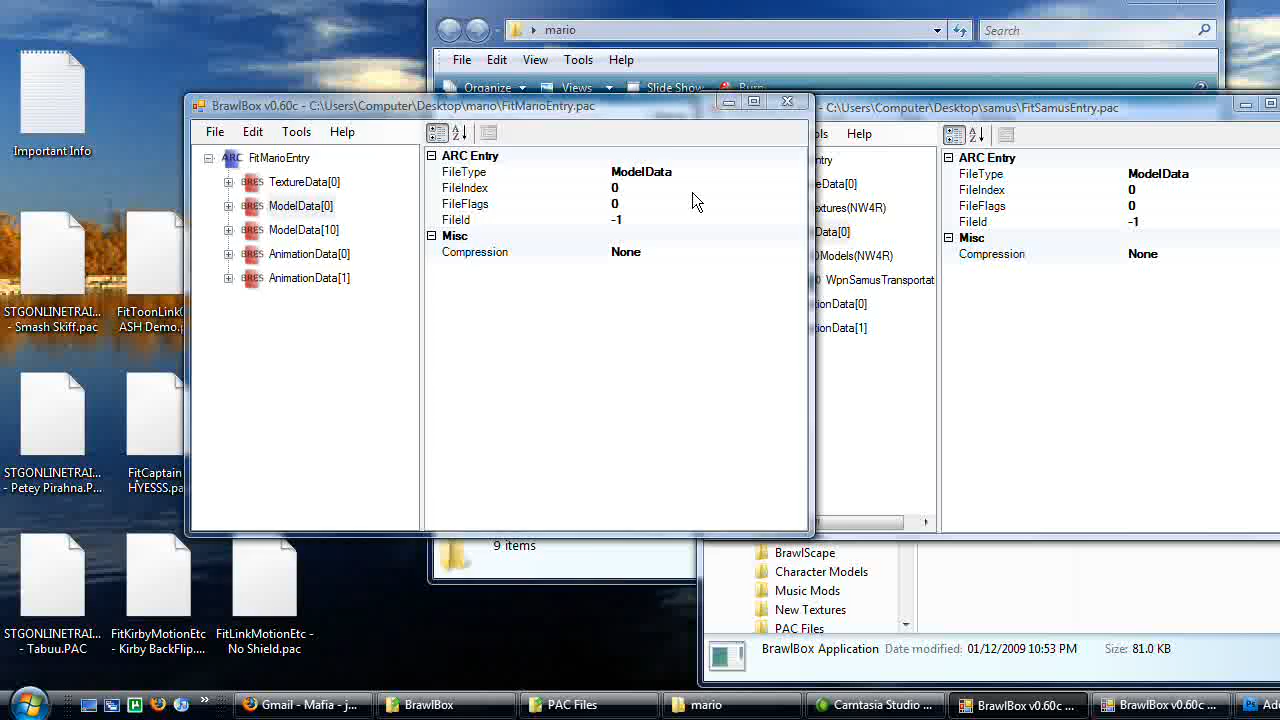 mario
Search
File Edit View Tools Help
Organize Views Slide Show Burn
BrawlBox v0.60c - C:\Users\Computer\Desktop\mario\FitMarioEntry.pac
File Edit Tools Help
ARC FitMarioEntry
BRES TextureData[0]
BRES ModelData[0]
BRES ModelData[10]
BRES AnimationData[0]
BRES AnimationData[1]
ARC Entry
FileType ModelData
FileIndex 0
FileFlags 0
FileId -1
Misc
Compression None
- C:\Users\Computer\Desktop\samus\FitSamusEntry.pac
ols Help
ntry
eData[0]
extures(NW4R)
Data[0]
DModels(NW4R)
WpnSamusTransportat
ionData[0]
ionData[1]
ARC Entry
FileType ModelData
FileIndex 0
FileFlags 0
FileId -1
Misc
Compression None
Important Info
STGONLINETRAI...
- Smash Skiff.pac
FitToonLink
ASH Demo.p
STGONLINETRAI...
- Petey Pirahna.P...
FitCaptain
HYESSS.pa
STGONLINETRAI...
- Tabuu.PAC
FitKirbyMotionEtc
- Kirby BackFlip....
FitLinkMotionEtc -
No Shield.pac
9 items
BrawlScape
Character Models
Music Mods
New Textures
PAC Files
BrawlBox Application Date modified: 01/12/2009 10:53 PM Size: 81.0 KB
Gmail - Mafia - j...
BrawlBox
PAC Files
mario
Camtasia Studio ...
BrawlBox v0.60c ...
BrawlBox v0.60c ...
Ad